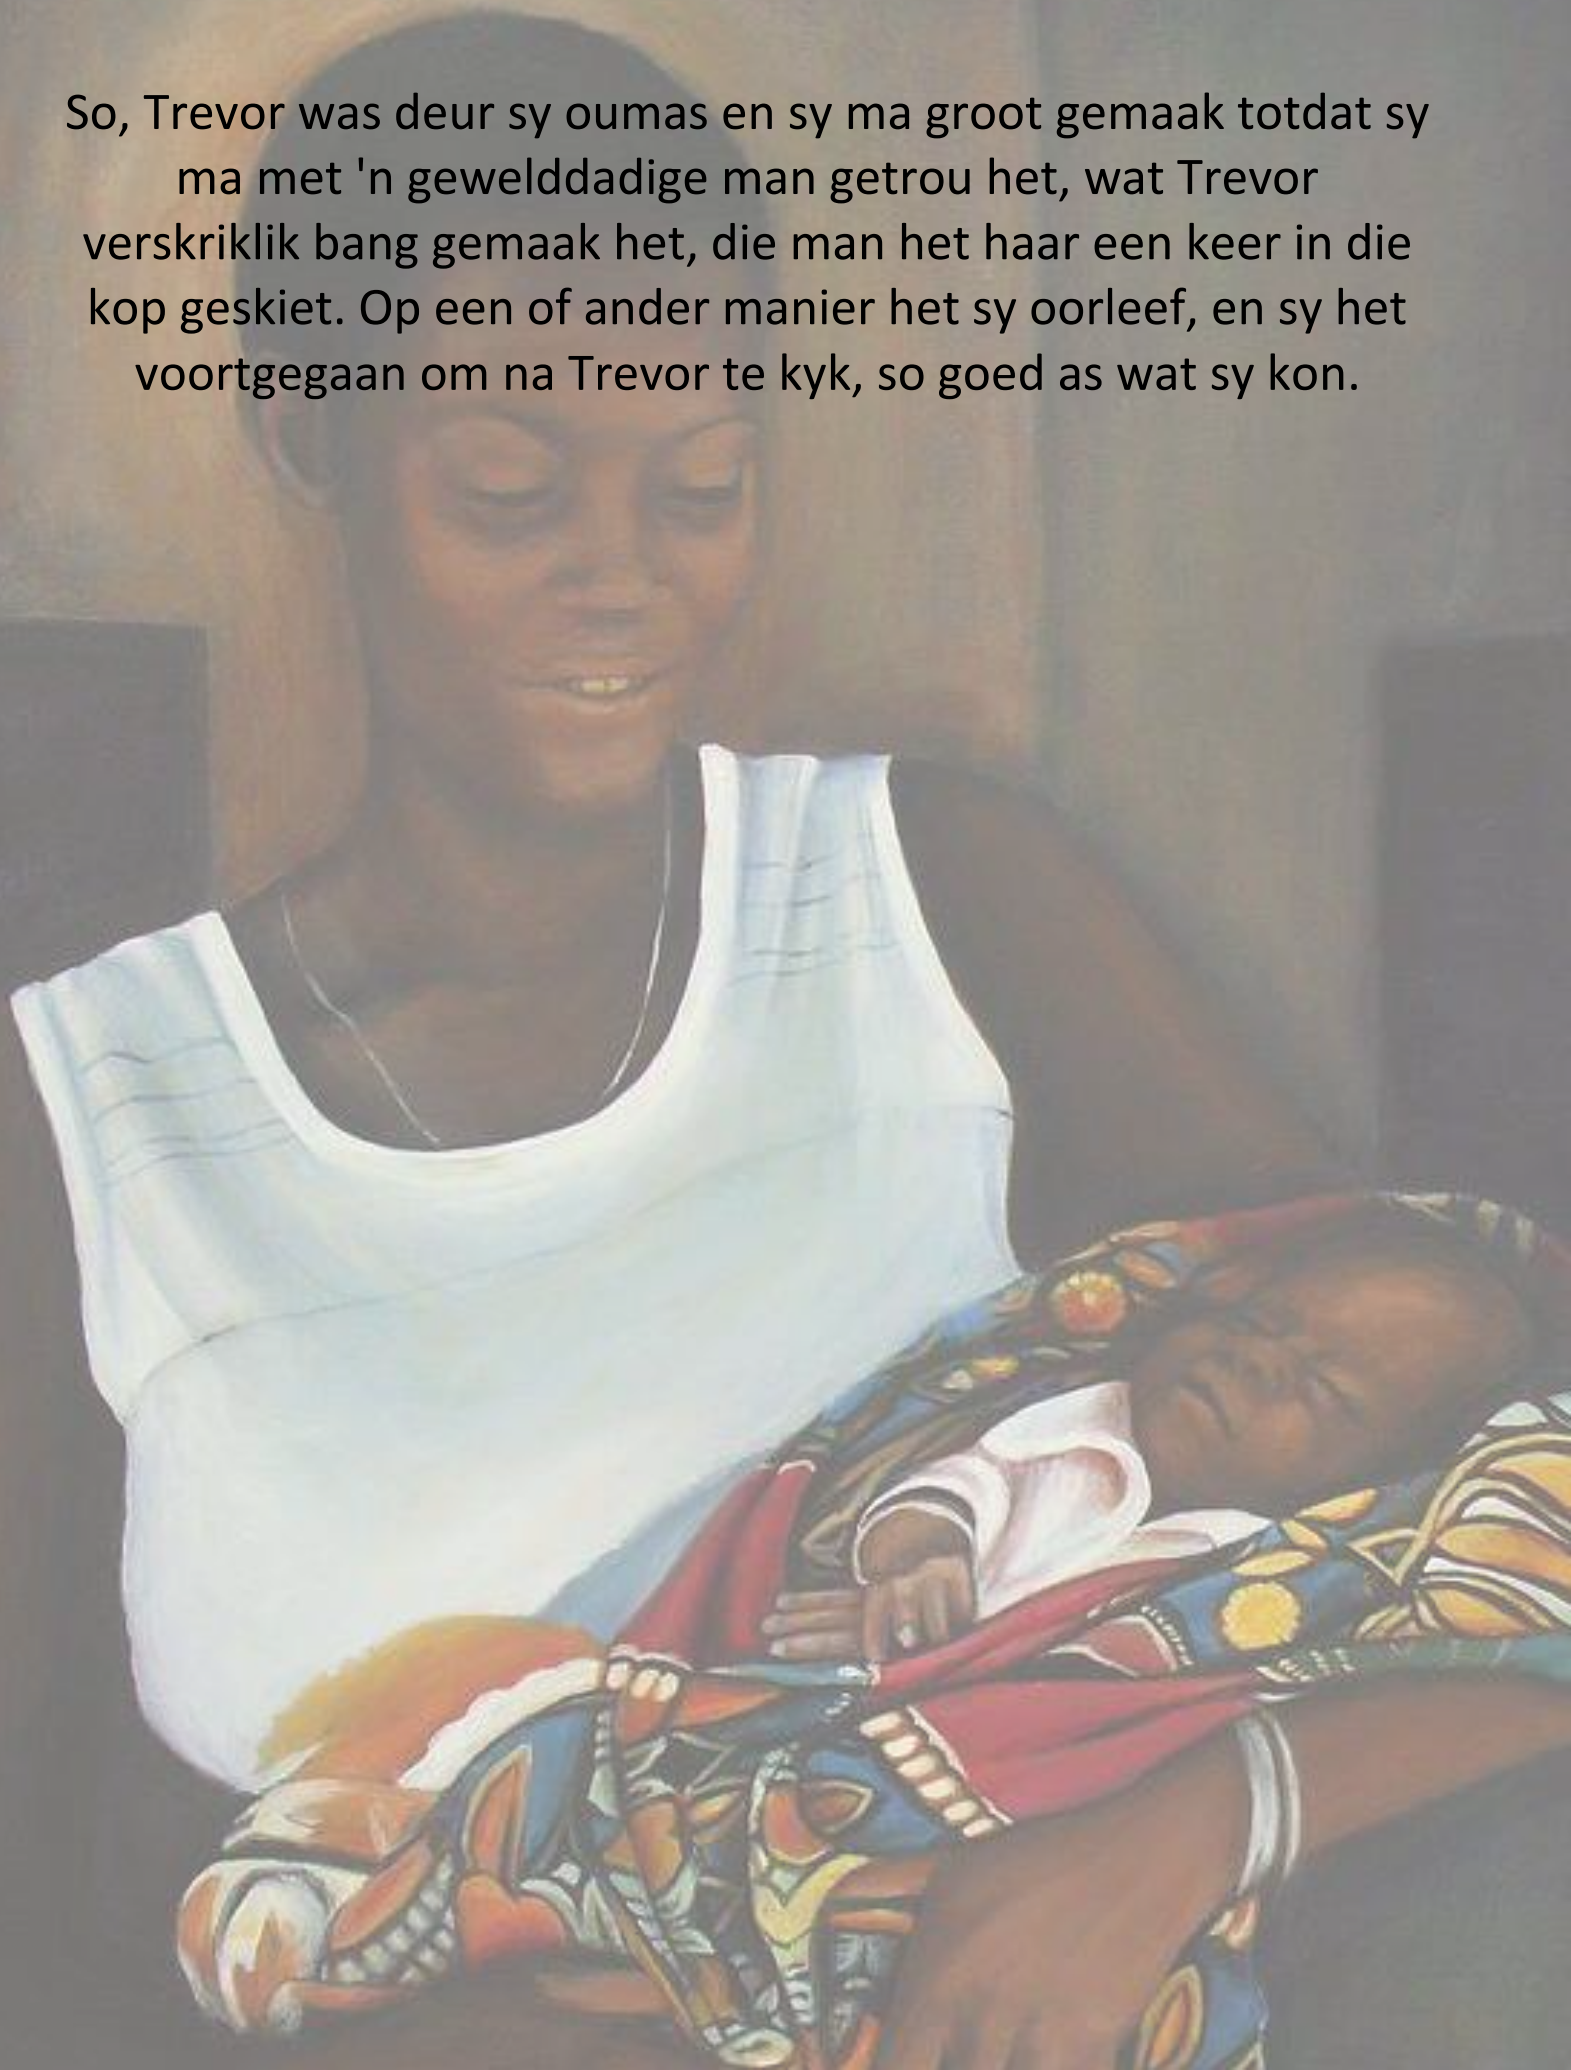 So, Trevor was deur sy oumas en sy ma groot gemaak totdat sy
ma met 'n gewelddadige man getrou het, wat Trevor
verskriklik bang gemaak het, die man het haar een keer in die
kop geskiet. Op een of ander manier het sy oorleef, en sy het
voortgegaan om na Trevor te kyk, so goed as wat sy kon.